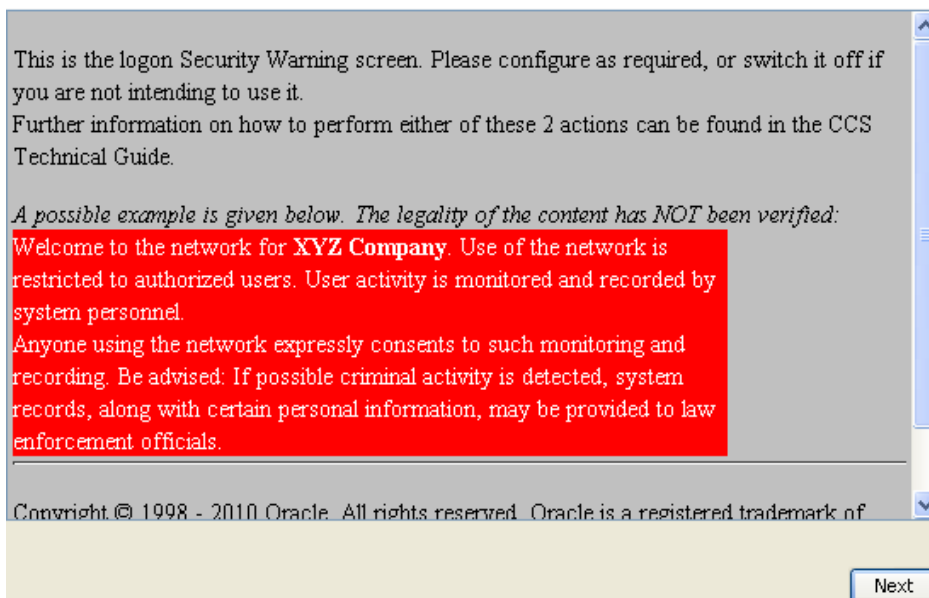 This is the logon Security Warning screen. Please configure as required, or switch it off if
you are not intending to use it.
Further information on how to perform either of these 2 actions can be found in the CCS
Technical Guide.
A possible example is given below. The legality of the content has NOT been verified:
Welcome to the network for XYZ Company. Use of the network is
restricted to authorized users. User activity is monitored and recorded by
system personnel.
Anyone using the network expressly consents to such monitoring and
recording. Be advised: If possible criminal activity is detected, system
records, along with certain personal information, may be provided to law
enforcement officials.
Copyright © 1998 - 2010 Oracle. All rights reserved. Oracle is a registered trademark of
Next